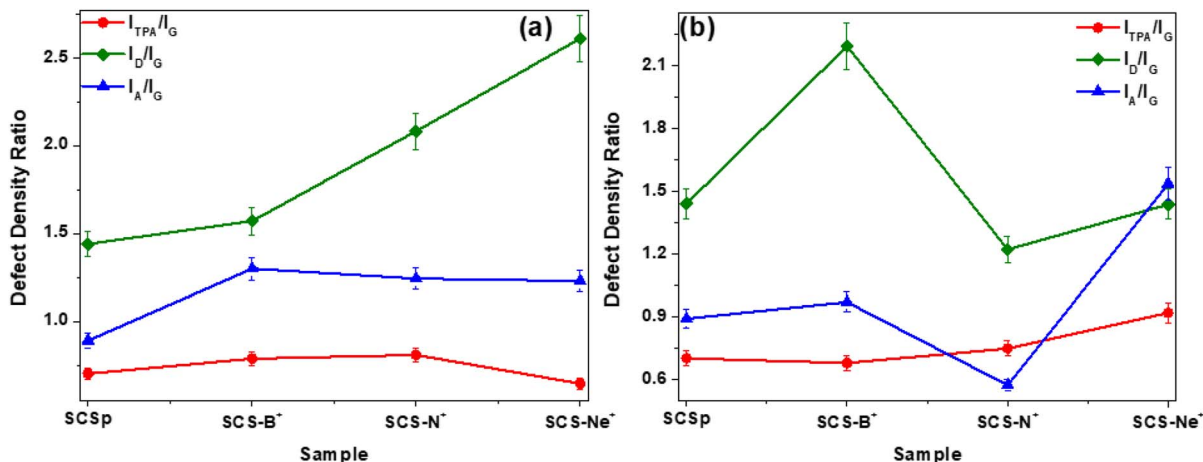 (a)
I_TPA/I_G
I_D/I_G
I_A/I_G
Defect Density Ratio
2.5
2.0
1.5
1.0
SCSp
SCS-B⁺
SCS-N⁺
SCS-Ne⁺
Sample
(b)
I_TPA/I_G
I_D/I_G
I_A/I_G
Defect Density Ratio
2.1
1.8
1.5
1.2
0.9
0.6
SCSp
SCS-B⁺
SCS-N⁺
SCS-Ne⁺
Sample